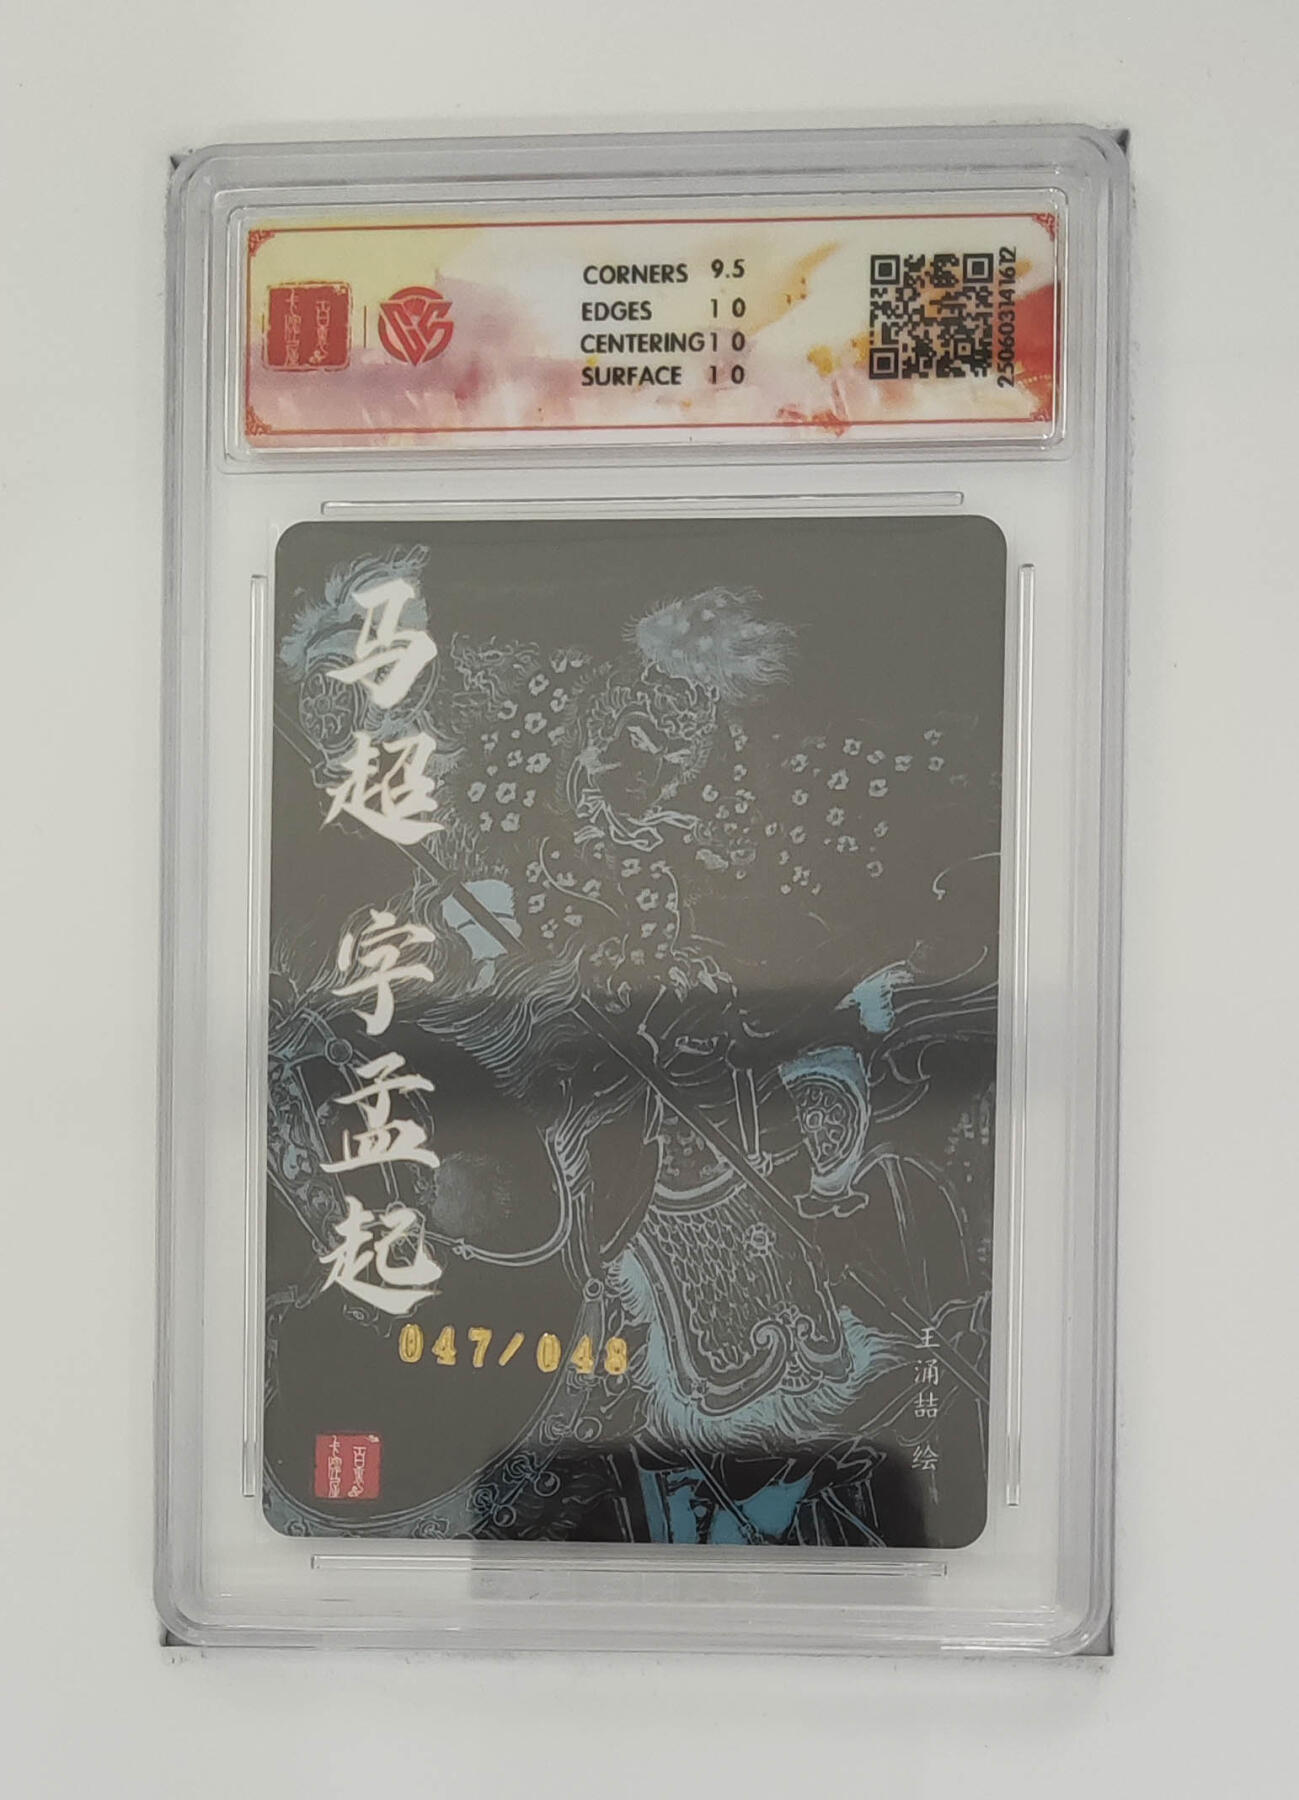 CORNERS 9.5
EDGES 10
CENTERING 10
SURFACE 10
250603141612
马超 字孟起
047/048
王涌喆 绘